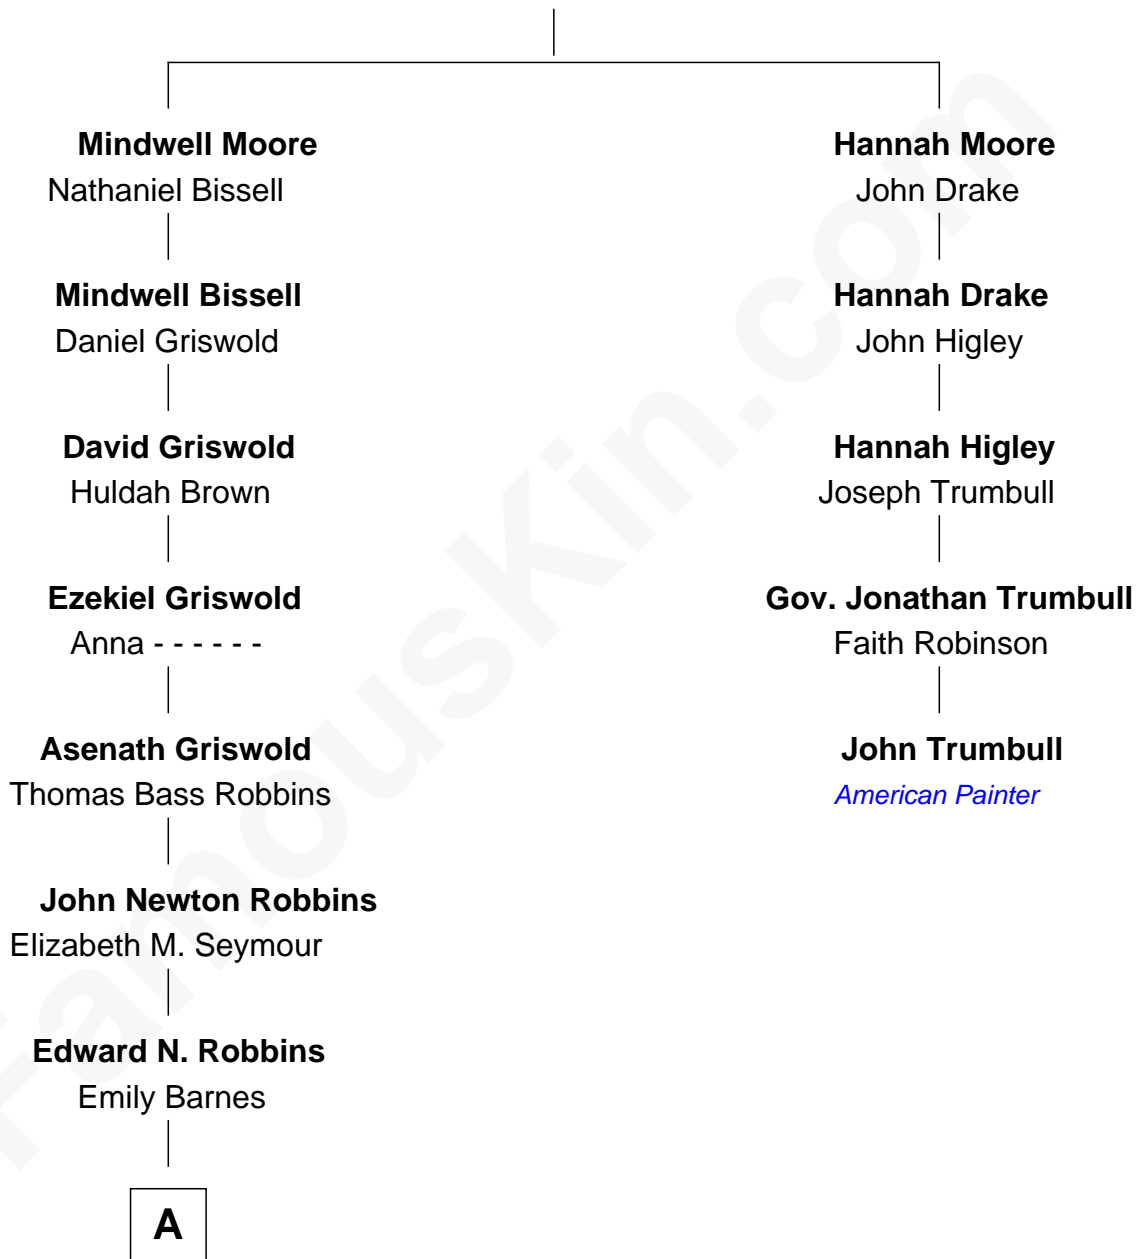 Mindwell Moore
Nathaniel Bissell
Hannah Moore
John Drake
Mindwell Bissell
Daniel Griswold
Hannah Drake
John Higley
David Griswold
Huldah Brown
Hannah Higley
Joseph Trumbull
Ezekiel Griswold
Anna - - - - - -
Gov. Jonathan Trumbull
Faith Robinson
Asenath Griswold
Thomas Bass Robbins
John Trumbull
American Painter
John Newton Robbins
Elizabeth M. Seymour
Edward N. Robbins
Emily Barnes
A
FamousKin.com